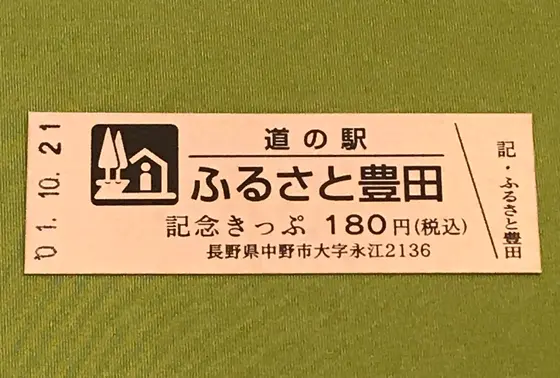 01.10.21
道の駅
ふるさと豊田
記念きっぷ 180円(税込)
長野県中野市大字永江2136
記・ふるさと豊田